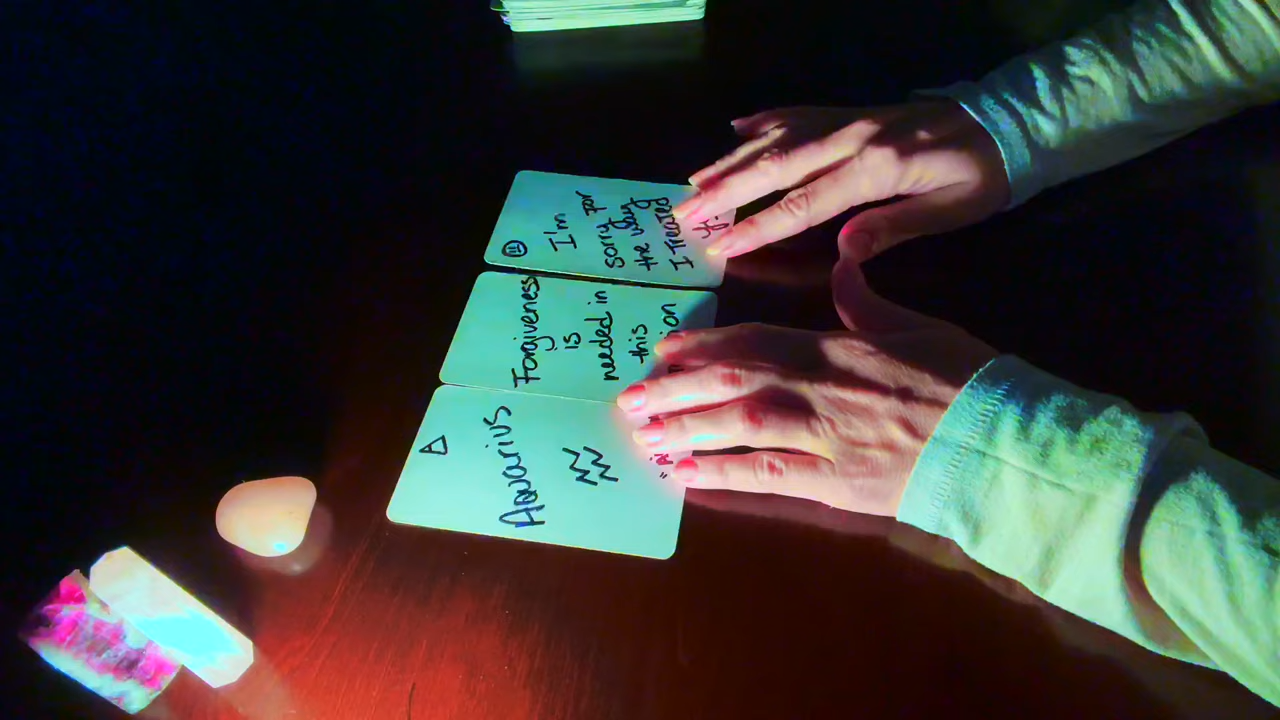 Aquarius
♒
Forgiveness
is
needed in
this
I'm
sorry for
the way
I treated